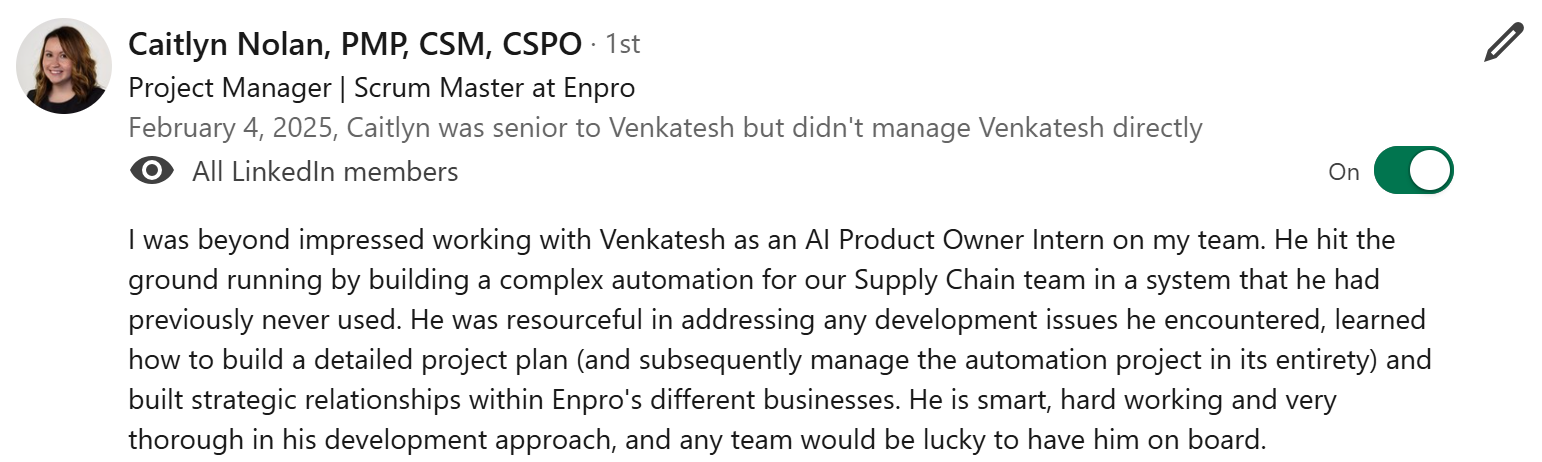 Caitlyn Nolan, PMP, CSM, CSPO · 1st
Project Manager | Scrum Master at Enpro
February 4, 2025, Caitlyn was senior to Venkatesh but didn't manage Venkatesh directly
All LinkedIn members
On
I was beyond impressed working with Venkatesh as an AI Product Owner Intern on my team. He hit the
ground running by building a complex automation for our Supply Chain team in a system that he had
previously never used. He was resourceful in addressing any development issues he encountered, learned
how to build a detailed project plan (and subsequently manage the automation project in its entirety) and
built strategic relationships within Enpro's different businesses. He is smart, hard working and very
thorough in his development approach, and any team would be lucky to have him on board.